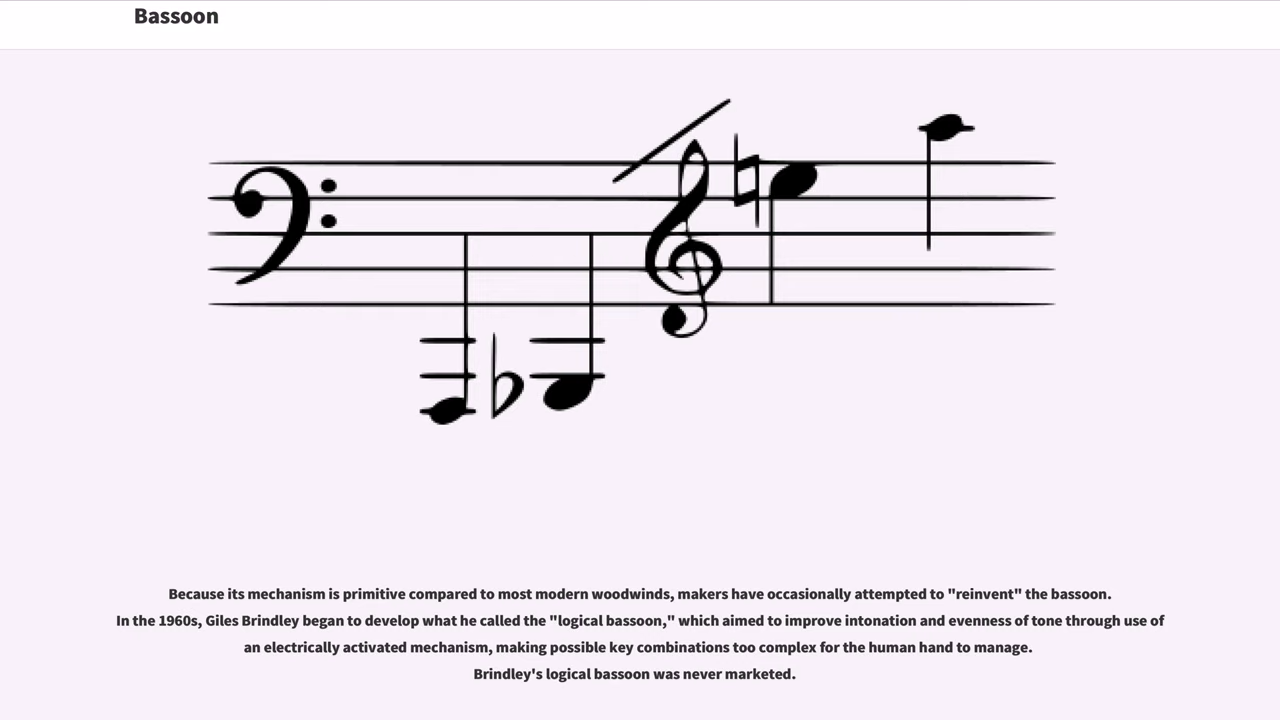 Bassoon
Because its mechanism is primitive compared to most modern woodwinds, makers have occasionally attempted to "reinvent" the bassoon.
In the 1960s, Giles Brindley began to develop what he called the "logical bassoon," which aimed to improve intonation and evenness of tone through use of
an electrically activated mechanism, making possible key combinations too complex for the human hand to manage.
Brindley's logical bassoon was never marketed.